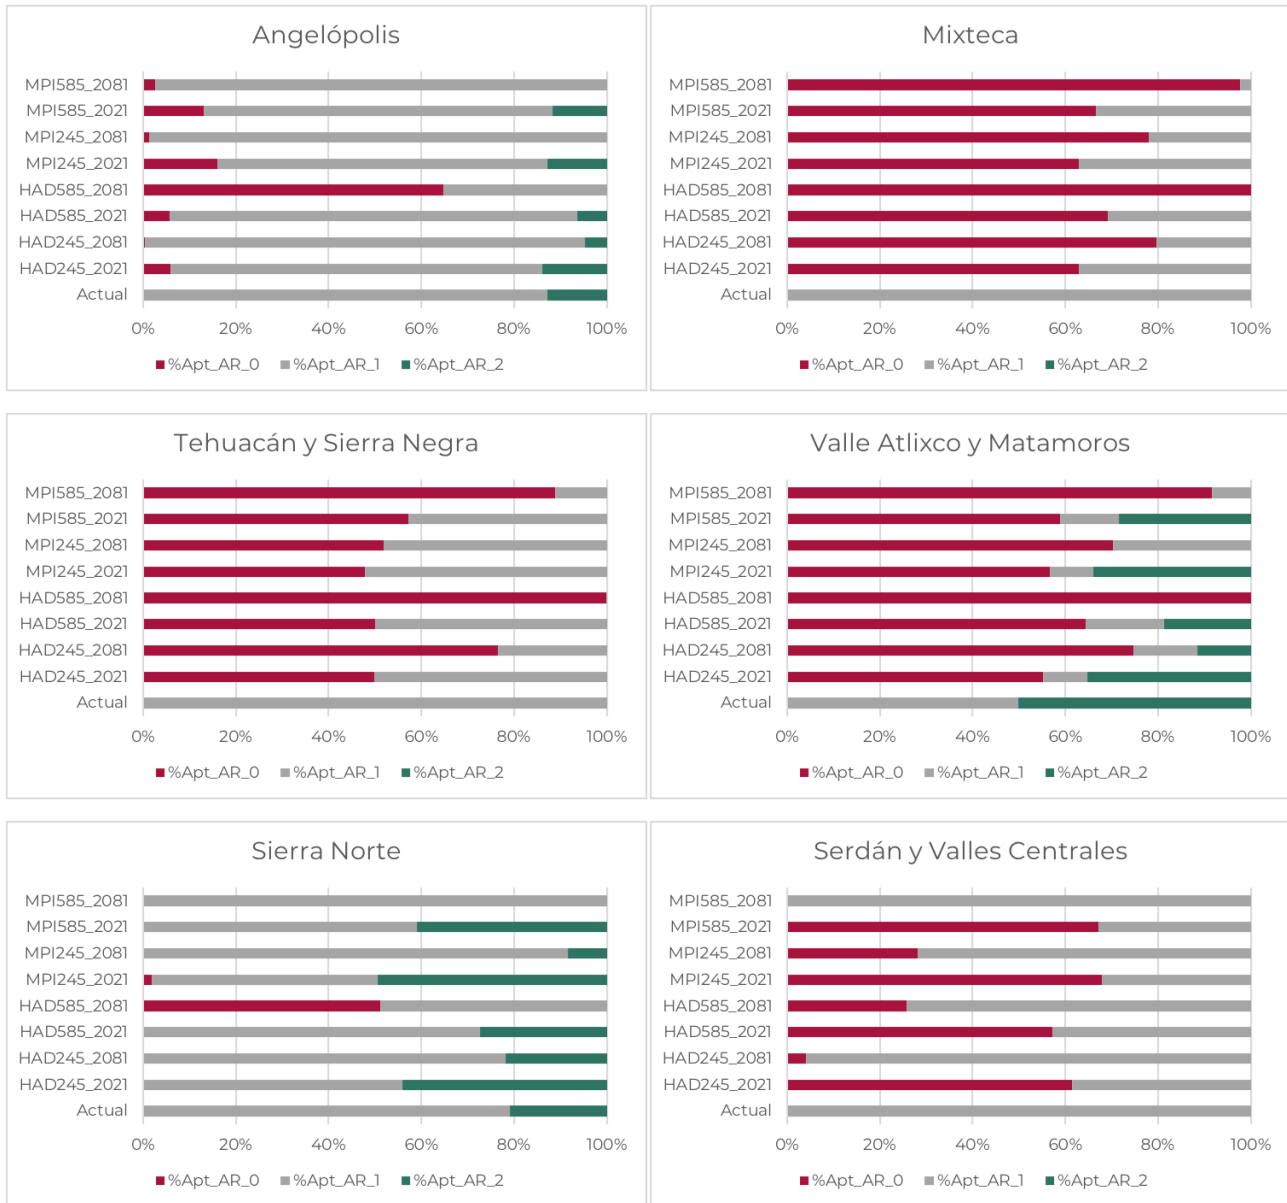 Angelópolis
MPI585_2081
MPI585_2021
MPI245_2081
MPI245_2021
HAD585_2081
HAD585_2021
HAD245_2081
HAD245_2021
Actual
0% 20% 40% 60% 80% 100%
%Apt_AR_0 %Apt_AR_1 %Apt_AR_2
Mixteca
MPI585_2081
MPI585_2021
MPI245_2081
MPI245_2021
HAD585_2081
HAD585_2021
HAD245_2081
HAD245_2021
Actual
0% 20% 40% 60% 80% 100%
%Apt_AR_0 %Apt_AR_1 %Apt_AR_2
Tehuacán y Sierra Negra
MPI585_2081
MPI585_2021
MPI245_2081
MPI245_2021
HAD585_2081
HAD585_2021
HAD245_2081
HAD245_2021
Actual
0% 20% 40% 60% 80% 100%
%Apt_AR_0 %Apt_AR_1 %Apt_AR_2
Valle Atlixco y Matamoros
MPI585_2081
MPI585_2021
MPI245_2081
MPI245_2021
HAD585_2081
HAD585_2021
HAD245_2081
HAD245_2021
Actual
0% 20% 40% 60% 80% 100%
%Apt_AR_0 %Apt_AR_1 %Apt_AR_2
Sierra Norte
MPI585_2081
MPI585_2021
MPI245_2081
MPI245_2021
HAD585_2081
HAD585_2021
HAD245_2081
HAD245_2021
Actual
0% 20% 40% 60% 80% 100%
%Apt_AR_0 %Apt_AR_1 %Apt_AR_2
Serdán y Valles Centrales
MPI585_2081
MPI585_2021
MPI245_2081
MPI245_2021
HAD585_2081
HAD585_2021
HAD245_2081
HAD245_2021
Actual
0% 20% 40% 60% 80% 100%
%Apt_AR_0 %Apt_AR_1 %Apt_AR_2